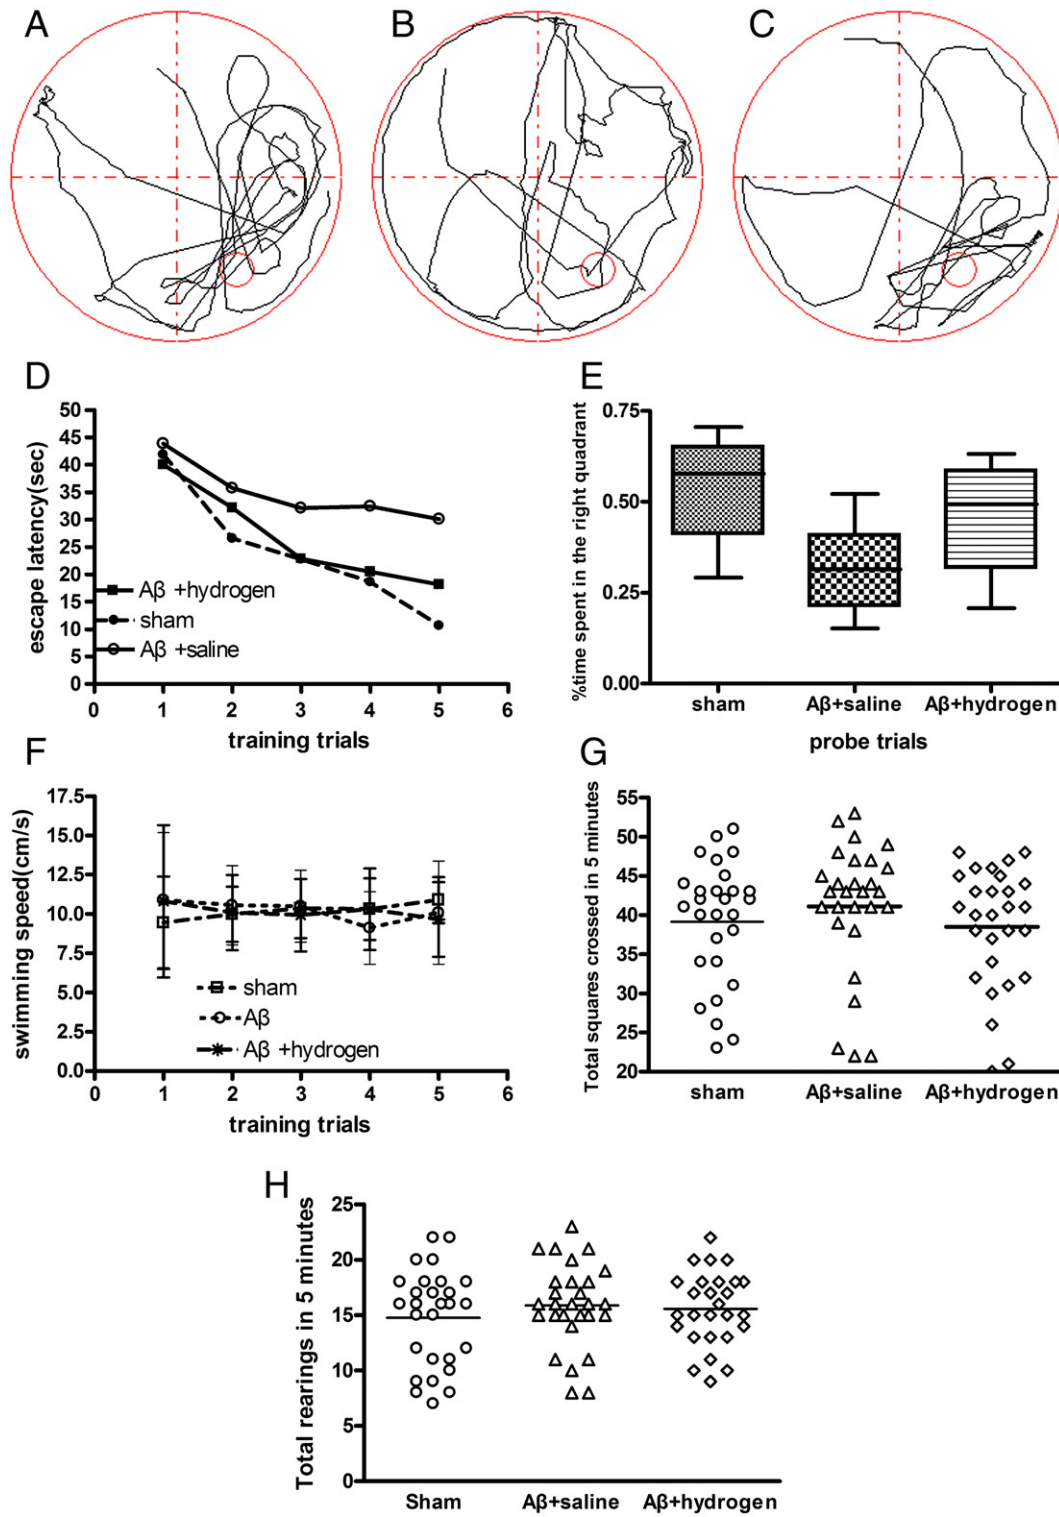 A
B
C
D
escape latency(sec)
50
45
40
35
30
25
20
15
10
5
0
Aβ +hydrogen
sham
Aβ +saline
0 1 2 3 4 5 6
training trials
E
%time spent in the right quadrant
0.75
0.50
0.25
0.00
sham Aβ+saline Aβ+hydrogen
probe trials
F
swimming speed(cm/s)
17.5
15.0
12.5
10.0
7.5
5.0
2.5
0.0
sham
Aβ
Aβ +hydrogen
0 1 2 3 4 5 6
training trials
G
Total squares crossed in 5 minutes
55
50
45
40
35
30
25
20
sham Aβ+saline Aβ+hydrogen
H
Total rearings in 5 minutes
25
20
15
10
5
0
Sham Aβ+saline Aβ+hydrogen